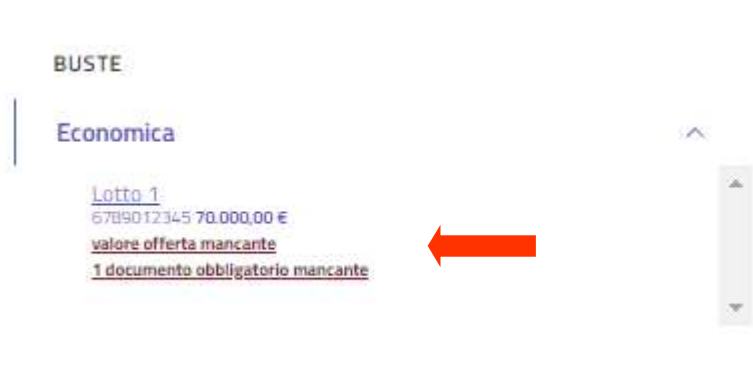 BUSTE
Economica
Lotto 1
6789012345 70.000,00 €
valore offerta mancante
1 documento obbligatorio mancante